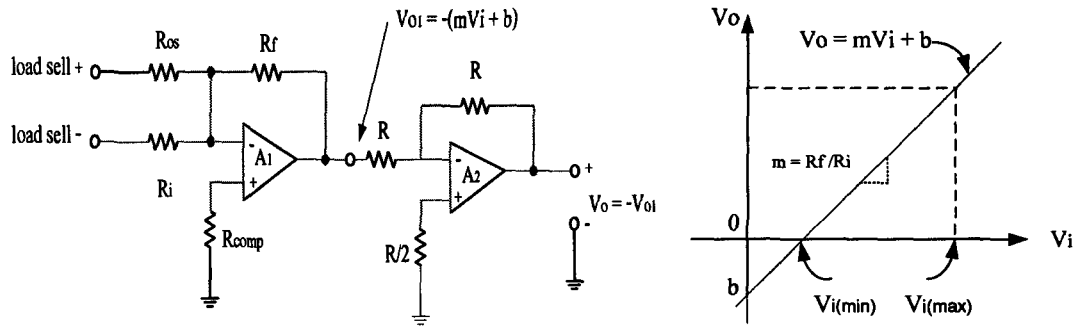 Vo1 = -(mVi + b)
Ros
Rf
load sell +
load sell -
Ri
Rcomp
A1
-
+
R
R
A2
-
+
R/2
+
Vo = -Vo1
-
Vo
Vo = mVi + b
m = Rf /Ri
0
Vi
b
Vi(min)
Vi(max)